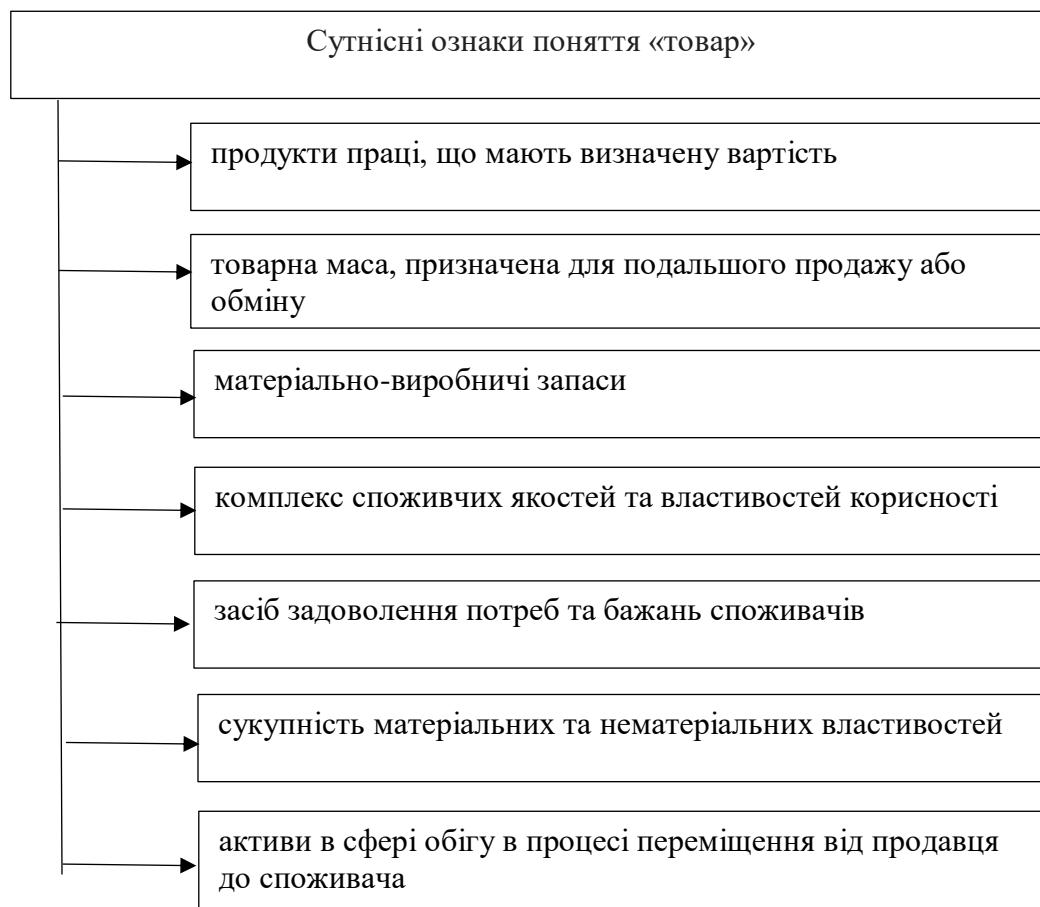 Сутнісні ознаки поняття «товар»
продукти праці, що мають визначену вартість
товарна маса, призначена для подальшого продажу або
обміну
матеріально-виробничі запаси
комплекс споживчих якостей та властивостей корисності
засіб задоволення потреб та бажань споживачів
сукупність матеріальних та нематеріальних властивостей
активи в сфері обігу в процесі переміщення від продавця
до споживача